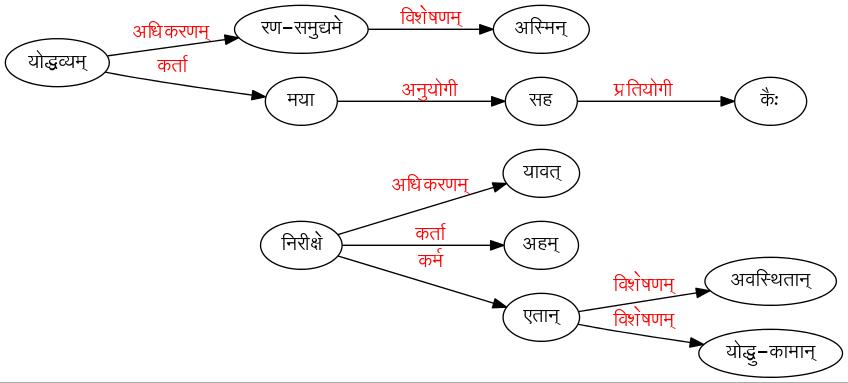 योद्धव्यम्
अधिकरणम्
रण-समुद्यमे
विशेषणम्
अस्मिन्
कर्ता
मया
अनुयोगी
सह
प्रतियोगी
कैः
निरीक्षे
अधिकरणम्
यावत्
कर्ता
अहम्
कर्म
एतान्
विशेषणम्
अवस्थितान्
विशेषणम्
योद्धु-कामान्